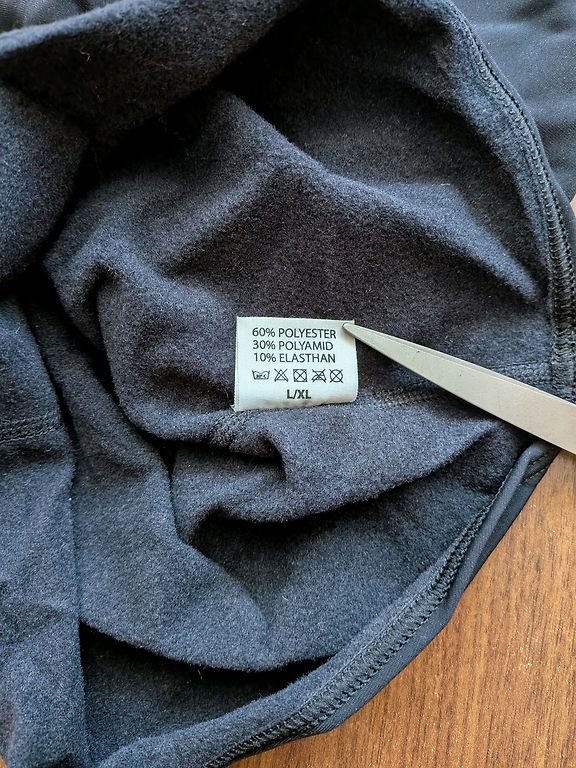 60% POLYESTER
30% POLYAMID
10% ELASTHAN
L/XL